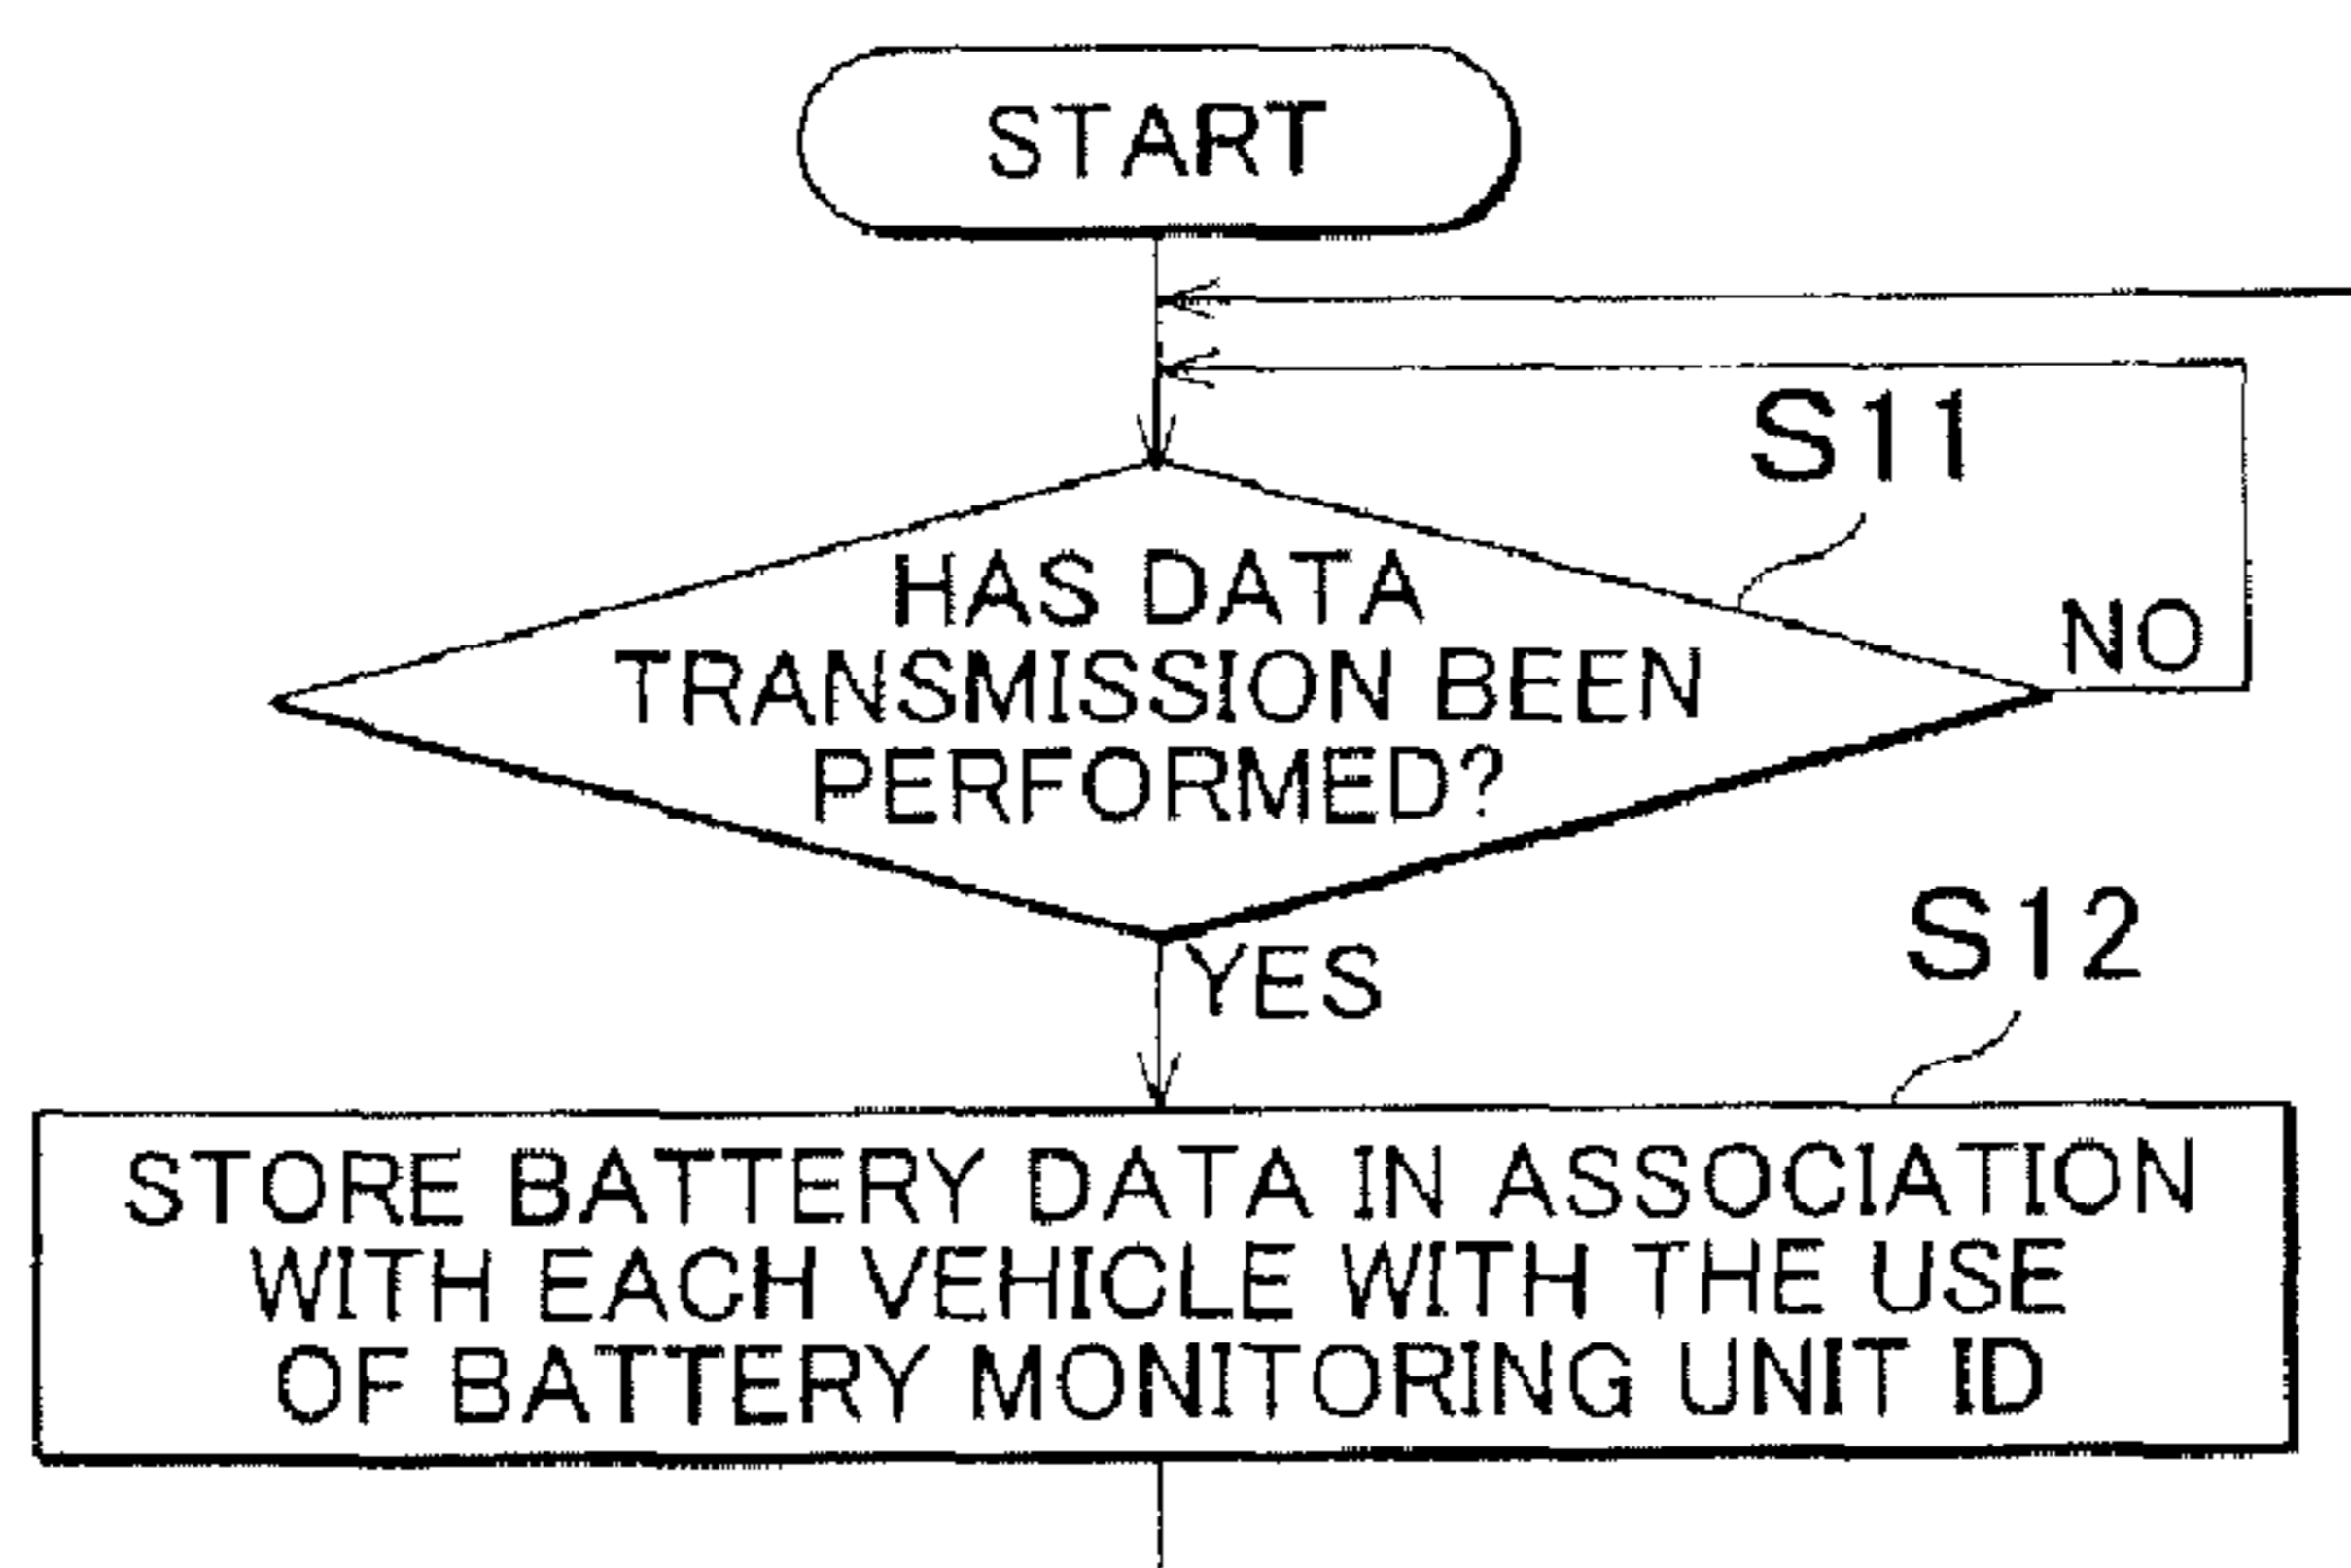 START
S11
HAS DATA
TRANSMISSION BEEN
PERFORMED?
NO
YES
S12
STORE BATTERY DATA IN ASSOCIATION
WITH EACH VEHICLE WITH THE USE
OF BATTERY MONITORING UNIT ID